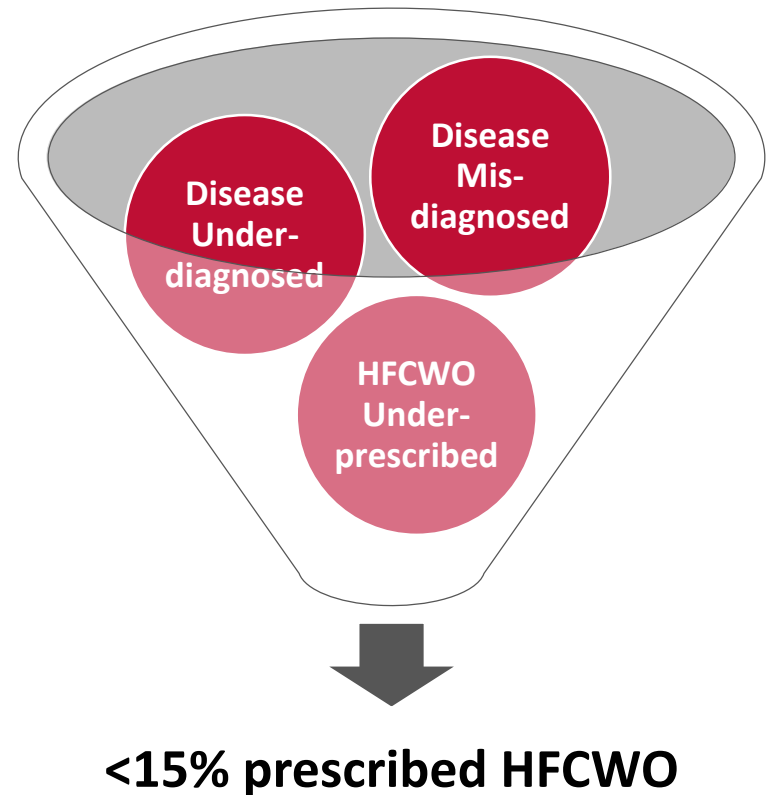 Disease
Mis-
diagnosed
Disease
Under-
diagnosed
HFCWO
Under-
prescribed
<15% prescribed HFCWO